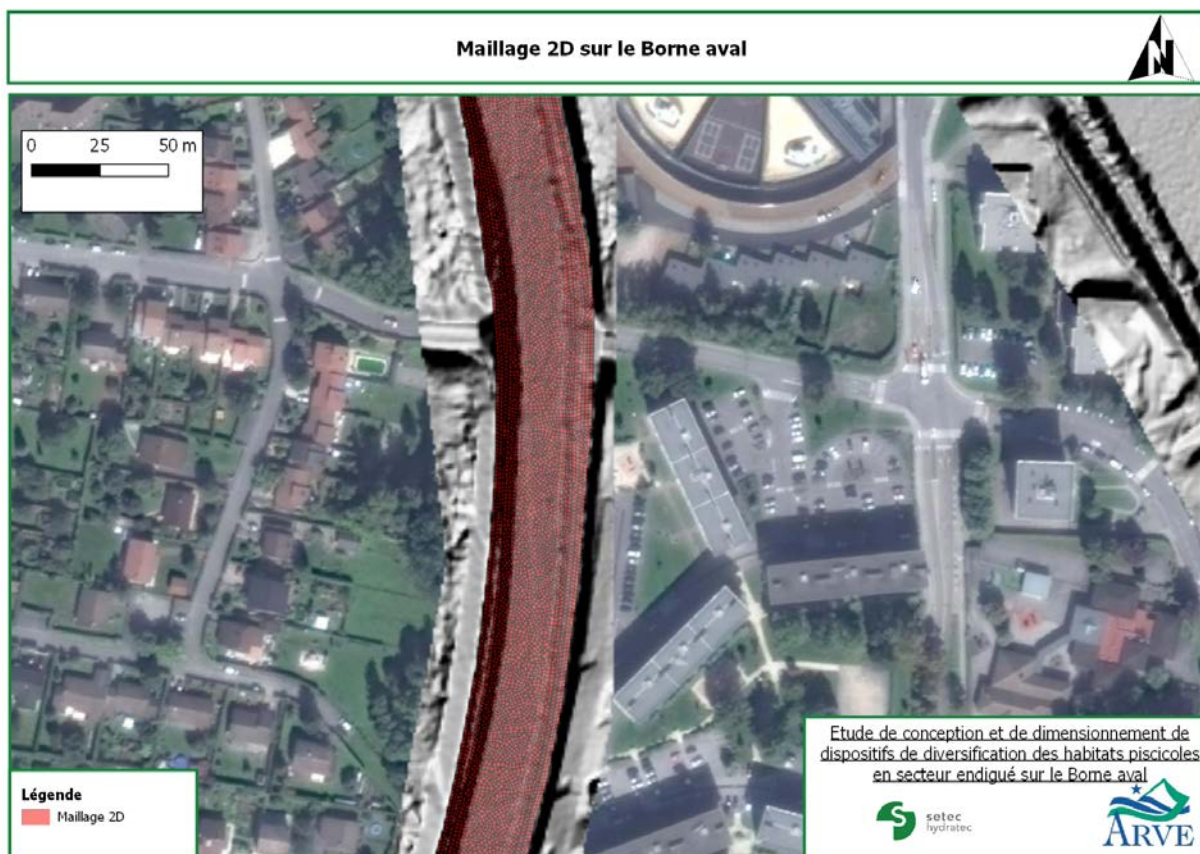 Maillage 2D sur le Borne aval
N
0 25 50 m
Légende
Maillage 2D
Etude de conception et de dimensionnement de
dispositifs de diversification des habitats piscicoles
en secteur endigué sur le Borne aval
setec
hydratec
ARVE